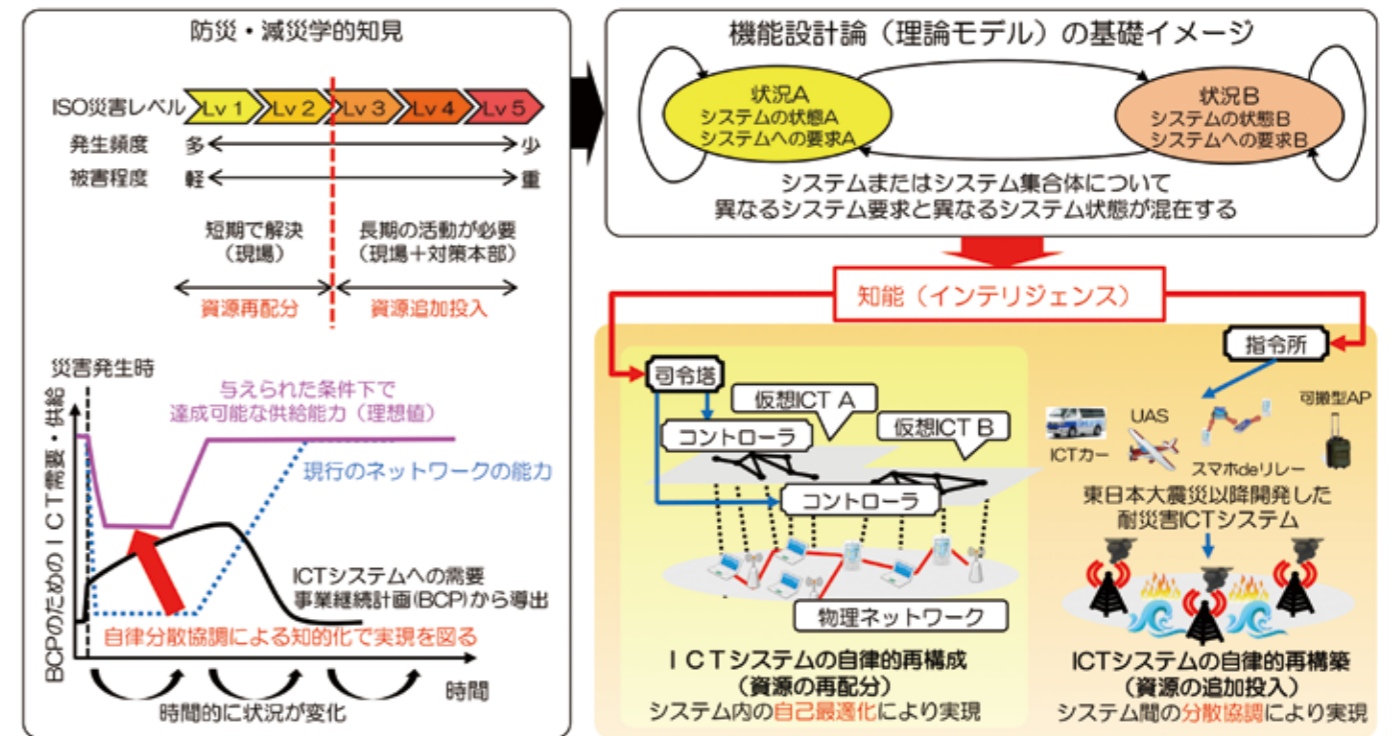 防災・減災学的知見
ISO災害レベル
Lv 1
Lv 2
Lv 3
Lv 4
Lv 5
発生頻度 多 少
被害程度 軽 重
短期で解決
（現場）
長期の活動が必要
（現場＋対策本部）
資源再配分
資源追加投入
災害発生時
BCPのためのＩＣＴ需要・供給
与えられた条件下で
達成可能な供給能力（理想値）
現行のネットワークの能力
ICTシステムへの需要
事業継続計画(BCP)から導出
自律分散協調による知的化で実現を図る
時間
時間的に状況が変化
機能設計論（理論モデル）の基礎イメージ
状況A
システムの状態A
システムへの要求A
状況B
システムの状態B
システムへの要求B
システムまたはシステム集合体について
異なるシステム要求と異なるシステム状態が混在する
知能（インテリジェンス）
司令塔
仮想ICT A
コントローラ
仮想ICT B
コントローラ
物理ネットワーク
ＩＣＴシステムの自律的再構成
（資源の再配分）
システム内の自己最適化により実現
指令所
可搬型AP
UAS
ICTカー
スマホdeリレー
東日本大震災以降開発した
耐災害ICTシステム
ICTシステムの自律的再構築
（資源の追加投入）
システム間の分散協調により実現